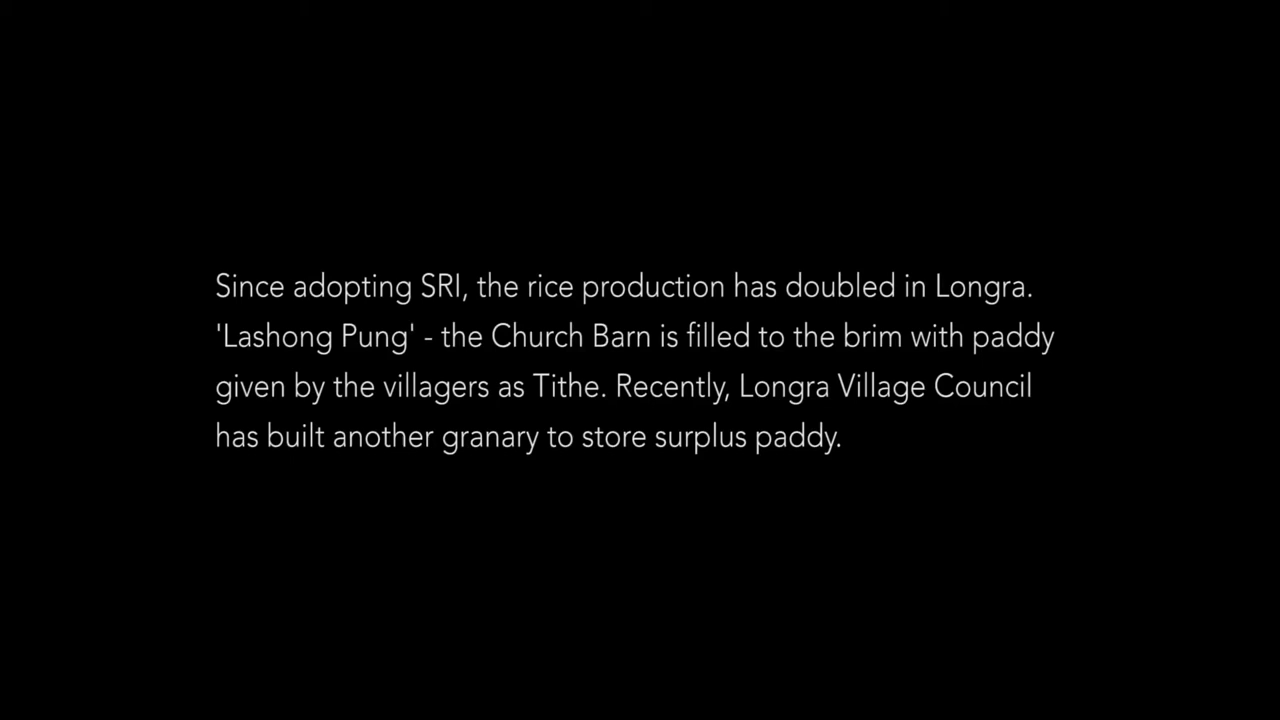 Since adopting SRI, the rice production has doubled in Longra.
'Lashong Pung' - the Church Barn is filled to the brim with paddy
given by the villagers as Tithe. Recently, Longra Village Council
has built another granary to store surplus paddy.